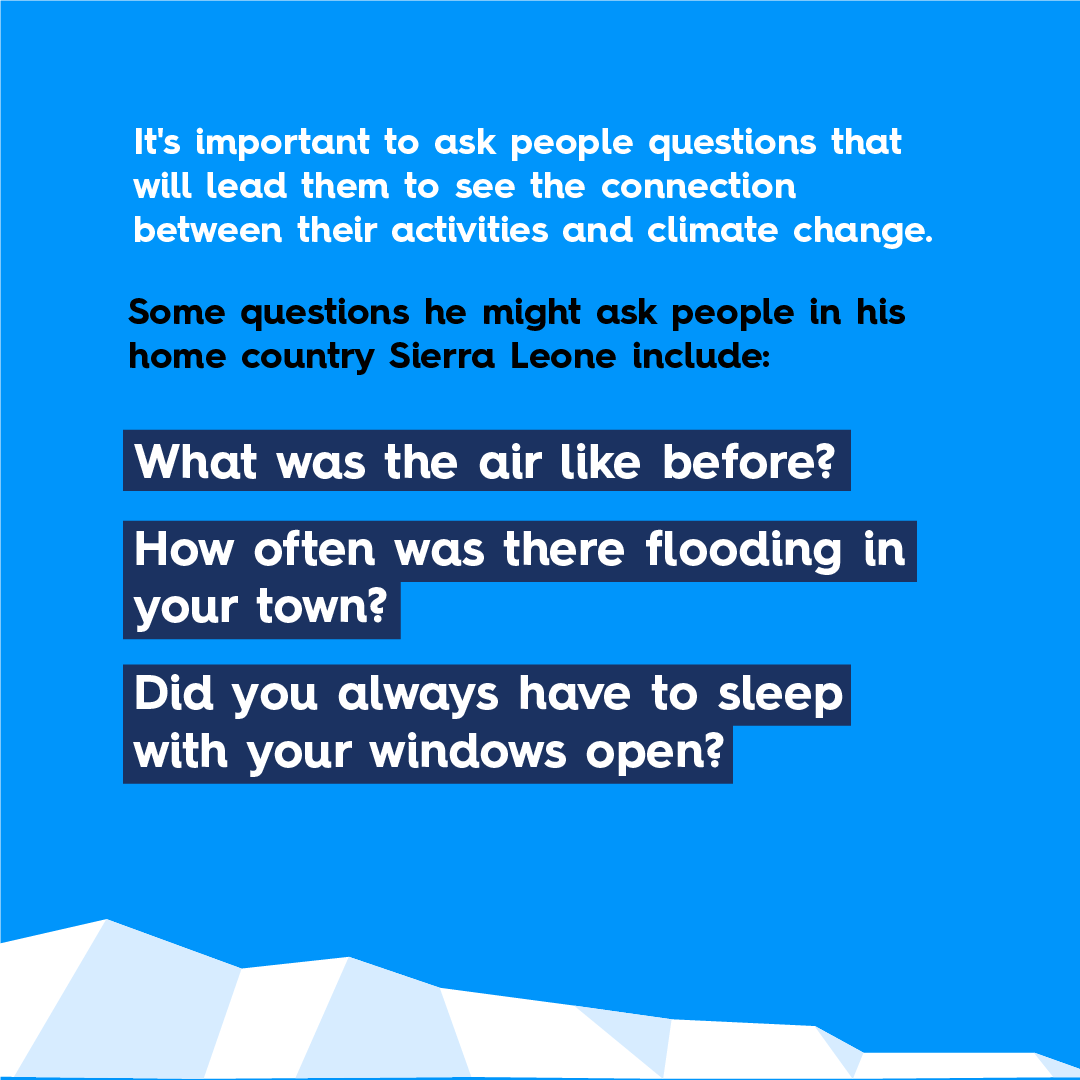 It's important to ask people questions that
will lead them to see the connection
between their activities and climate change.
Some questions he might ask people in his
home country Sierra Leone include:
What was the air like before?
How often was there flooding in
your town?
Did you always have to sleep
with your windows open?